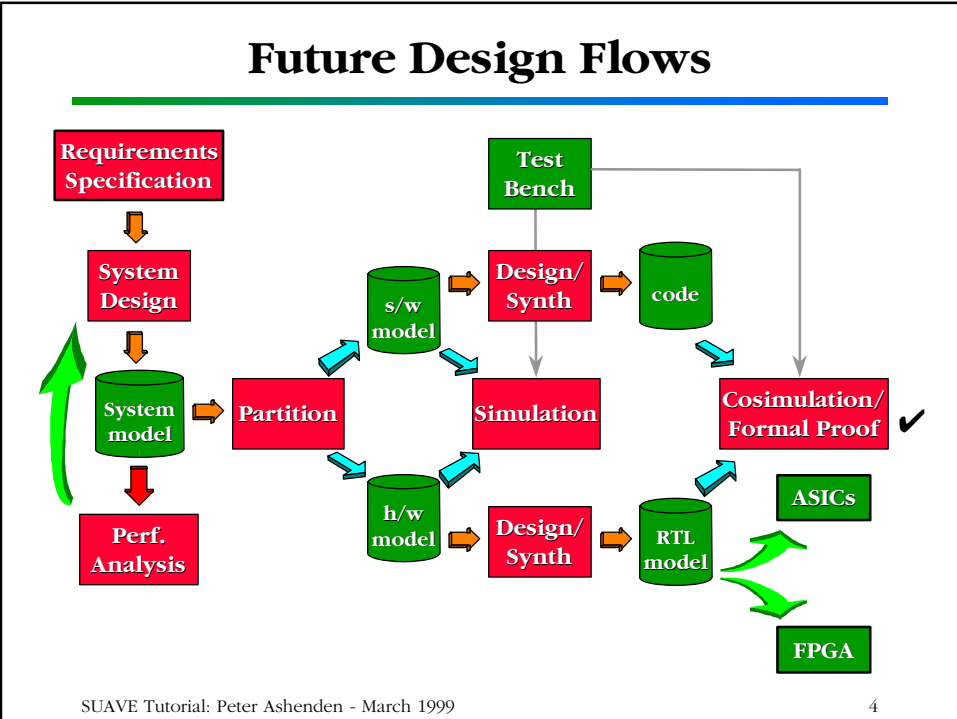 Future Design Flows
Requirements
Specification
System
Design
System
model
Perf.
Analysis
Partition
s/w
model
h/w
model
Test
Bench
Design/
Synth
Simulation
Design/
Synth
code
RTL
model
Cosimulation/
Formal Proof
✔
ASICs
FPGA
SUAVE Tutorial: Peter Ashenden - March 1999
4